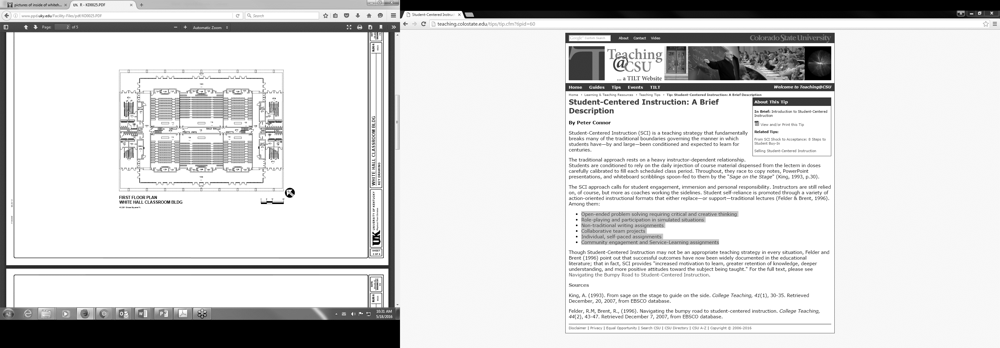 pictures of inside of whiteh...
R - KD0025.PDF
www.ppd.uky.edu/Facility-Files/pdf/KD0025.PDF
Search
Page: 2 of 5
Automatic Zoom
BLDG #:
0025
WHITE HALL CLASSROOM BLDG
KEY DRAWING
UNIVERSITY OF KENTUCKY
Physical Plant Division
UK
SHEET
2 OF 6
FIRST FLOOR PLAN
WHITE HALL CLASSROOM BLDG
DATE:
DRAWN BY:
FR
BLDG #:
0025
10:31 AM
5/18/2016
Student-Centered Instruct
teaching.colostate.edu/tips/tip.cfm?tipid=60
Google™ Custom Search
About Contact Video
Colorado State University
Teaching
@CSU
... a TILT Website
Home Guides Tips Events TILT
Welcome to Teaching@CSU
Home Learning & Teaching Resources Teaching Tips Tip: Student-Centered Instruction: A Brief Description
Student-Centered Instruction: A Brief
Description
By Peter Connor
Student-Centered Instruction (SCI) is a teaching strategy that fundamentally
breaks many of the traditional boundaries governing the manner in which
students have—by and large—been conditioned and expected to learn for
centuries.
About This Tip
In Brief: Introduction to Student-Centered
Instruction
View and/or Print this Tip
Related Tips:
From SCI Shock to Acceptance: 8 Steps to
Student Buy-In
Selling Student-Centered Instruction
The traditional approach rests on a heavy instructor-dependent relationship.
Students are conditioned to rely on the daily injection of course material dispensed from the lectern in doses
carefully calibrated to fill each scheduled class period. Throughout, they race to copy notes, PowerPoint
presentations, and whiteboard scribblings spoon-fed to them by the "Sage on the Stage" (King, 1993, p.30).
The SCI approach calls for student engagement, immersion and personal responsibility. Instructors are still relied
on, of course, but more as coaches working the sidelines. Student self-reliance is promoted through a variety of
action-oriented instructional formats that either replace—or support—traditional lectures (Felder & Brent, 1996).
Among them:
• Open-ended problem solving requiring critical and creative thinking
• Role-playing and participation in simulated situations
• Non-traditional writing assignments
• Collaborative team projects
• Individual, self-paced assignments
• Community engagement and Service-Learning assignments
Though Student-Centered Instruction may not be an appropriate teaching strategy in every situation, Felder and
Brent (1996) point out that successful outcomes have now been widely documented in the educational
literature; that in fact, SCI provides "increased motivation to learn, greater retention of knowledge, deeper
understanding, and more positive attitudes toward the subject being taught." For the full text, please see
Navigating the Bumpy Road to Student-Centered Instruction.
Sources
King, A. (1993). From sage on the stage to guide on the side. College Teaching, 41(1), 30-35. Retrieved
December, 20, 2007, from EBSCO database.
Felder, R.M, Brent, R., (1996). Navigating the bumpy road to student-centered instruction. College Teaching,
44(2), 43-47. Retrieved December 7, 2007, from EBSCO database.
Disclaimer | Privacy | Equal Opportunity | Search CSU | CSU Directory | CSU A-Z | Copyright © 2006-2016